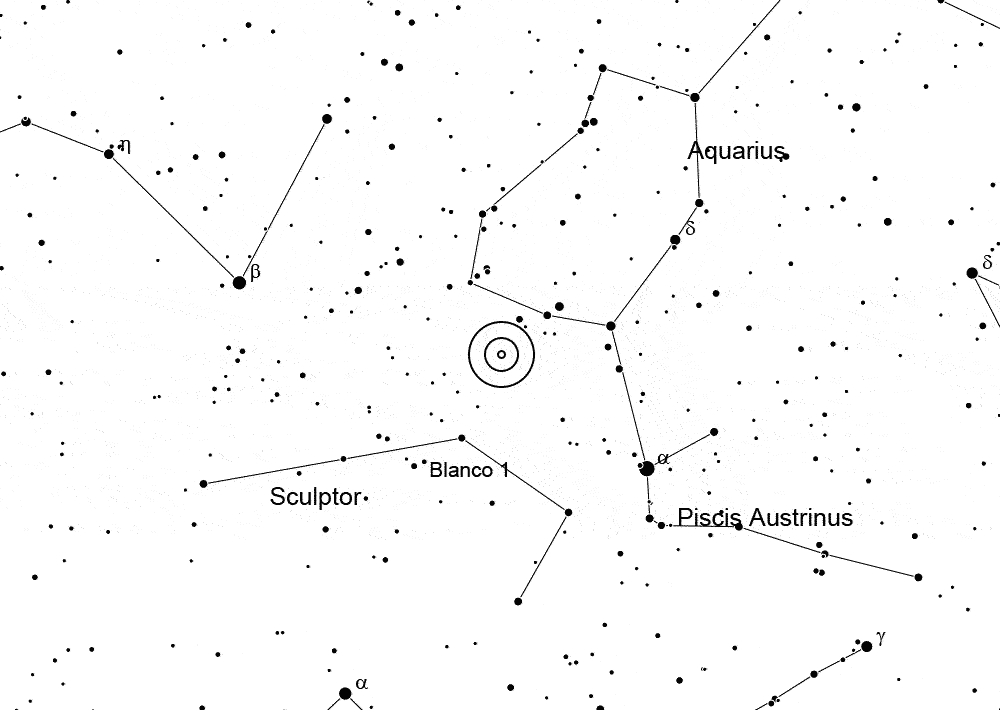 η
Aquarius
δ
β
δ
α
Blanco 1
Sculptor
Piscis Austrinus
γ
α